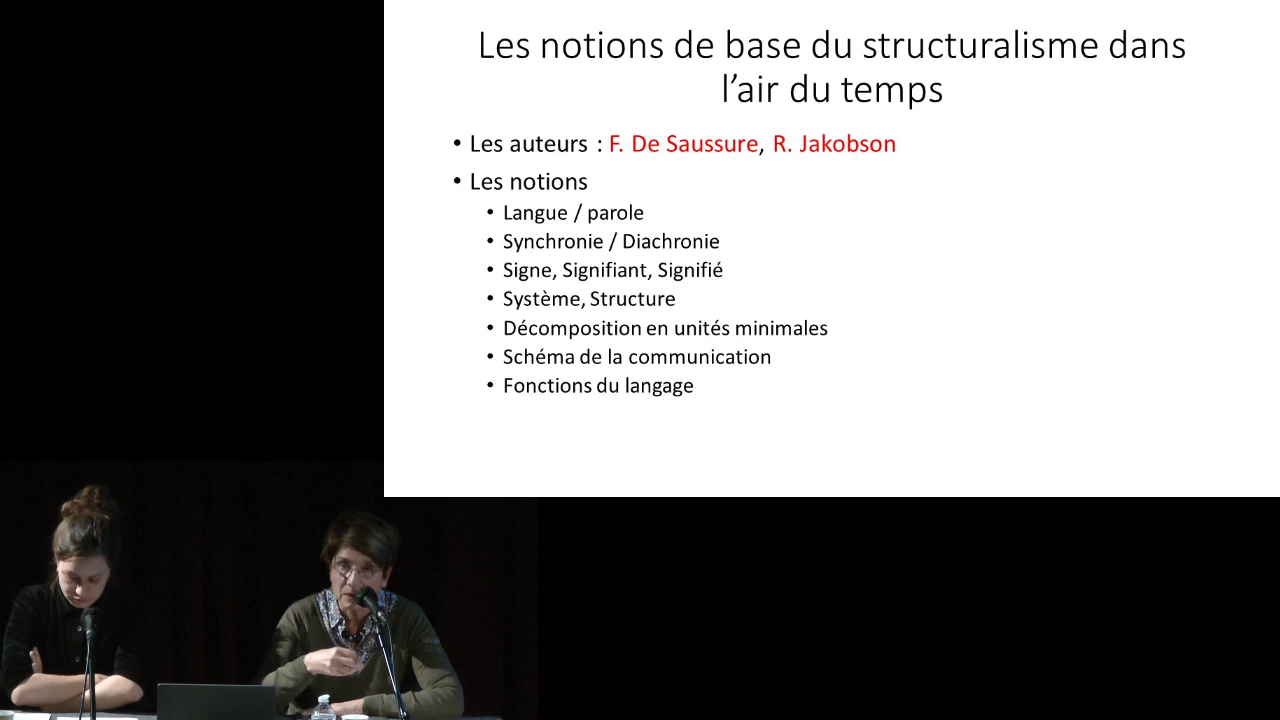 Les notions de base du structuralisme dans
l’air du temps
• Les auteurs : F. De Saussure, R. Jakobson
• Les notions
• Langue / parole
• Synchronie / Diachronie
• Signe, Signifiant, Signifié
• Système, Structure
• Décomposition en unités minimales
• Schéma de la communication
• Fonctions du langage